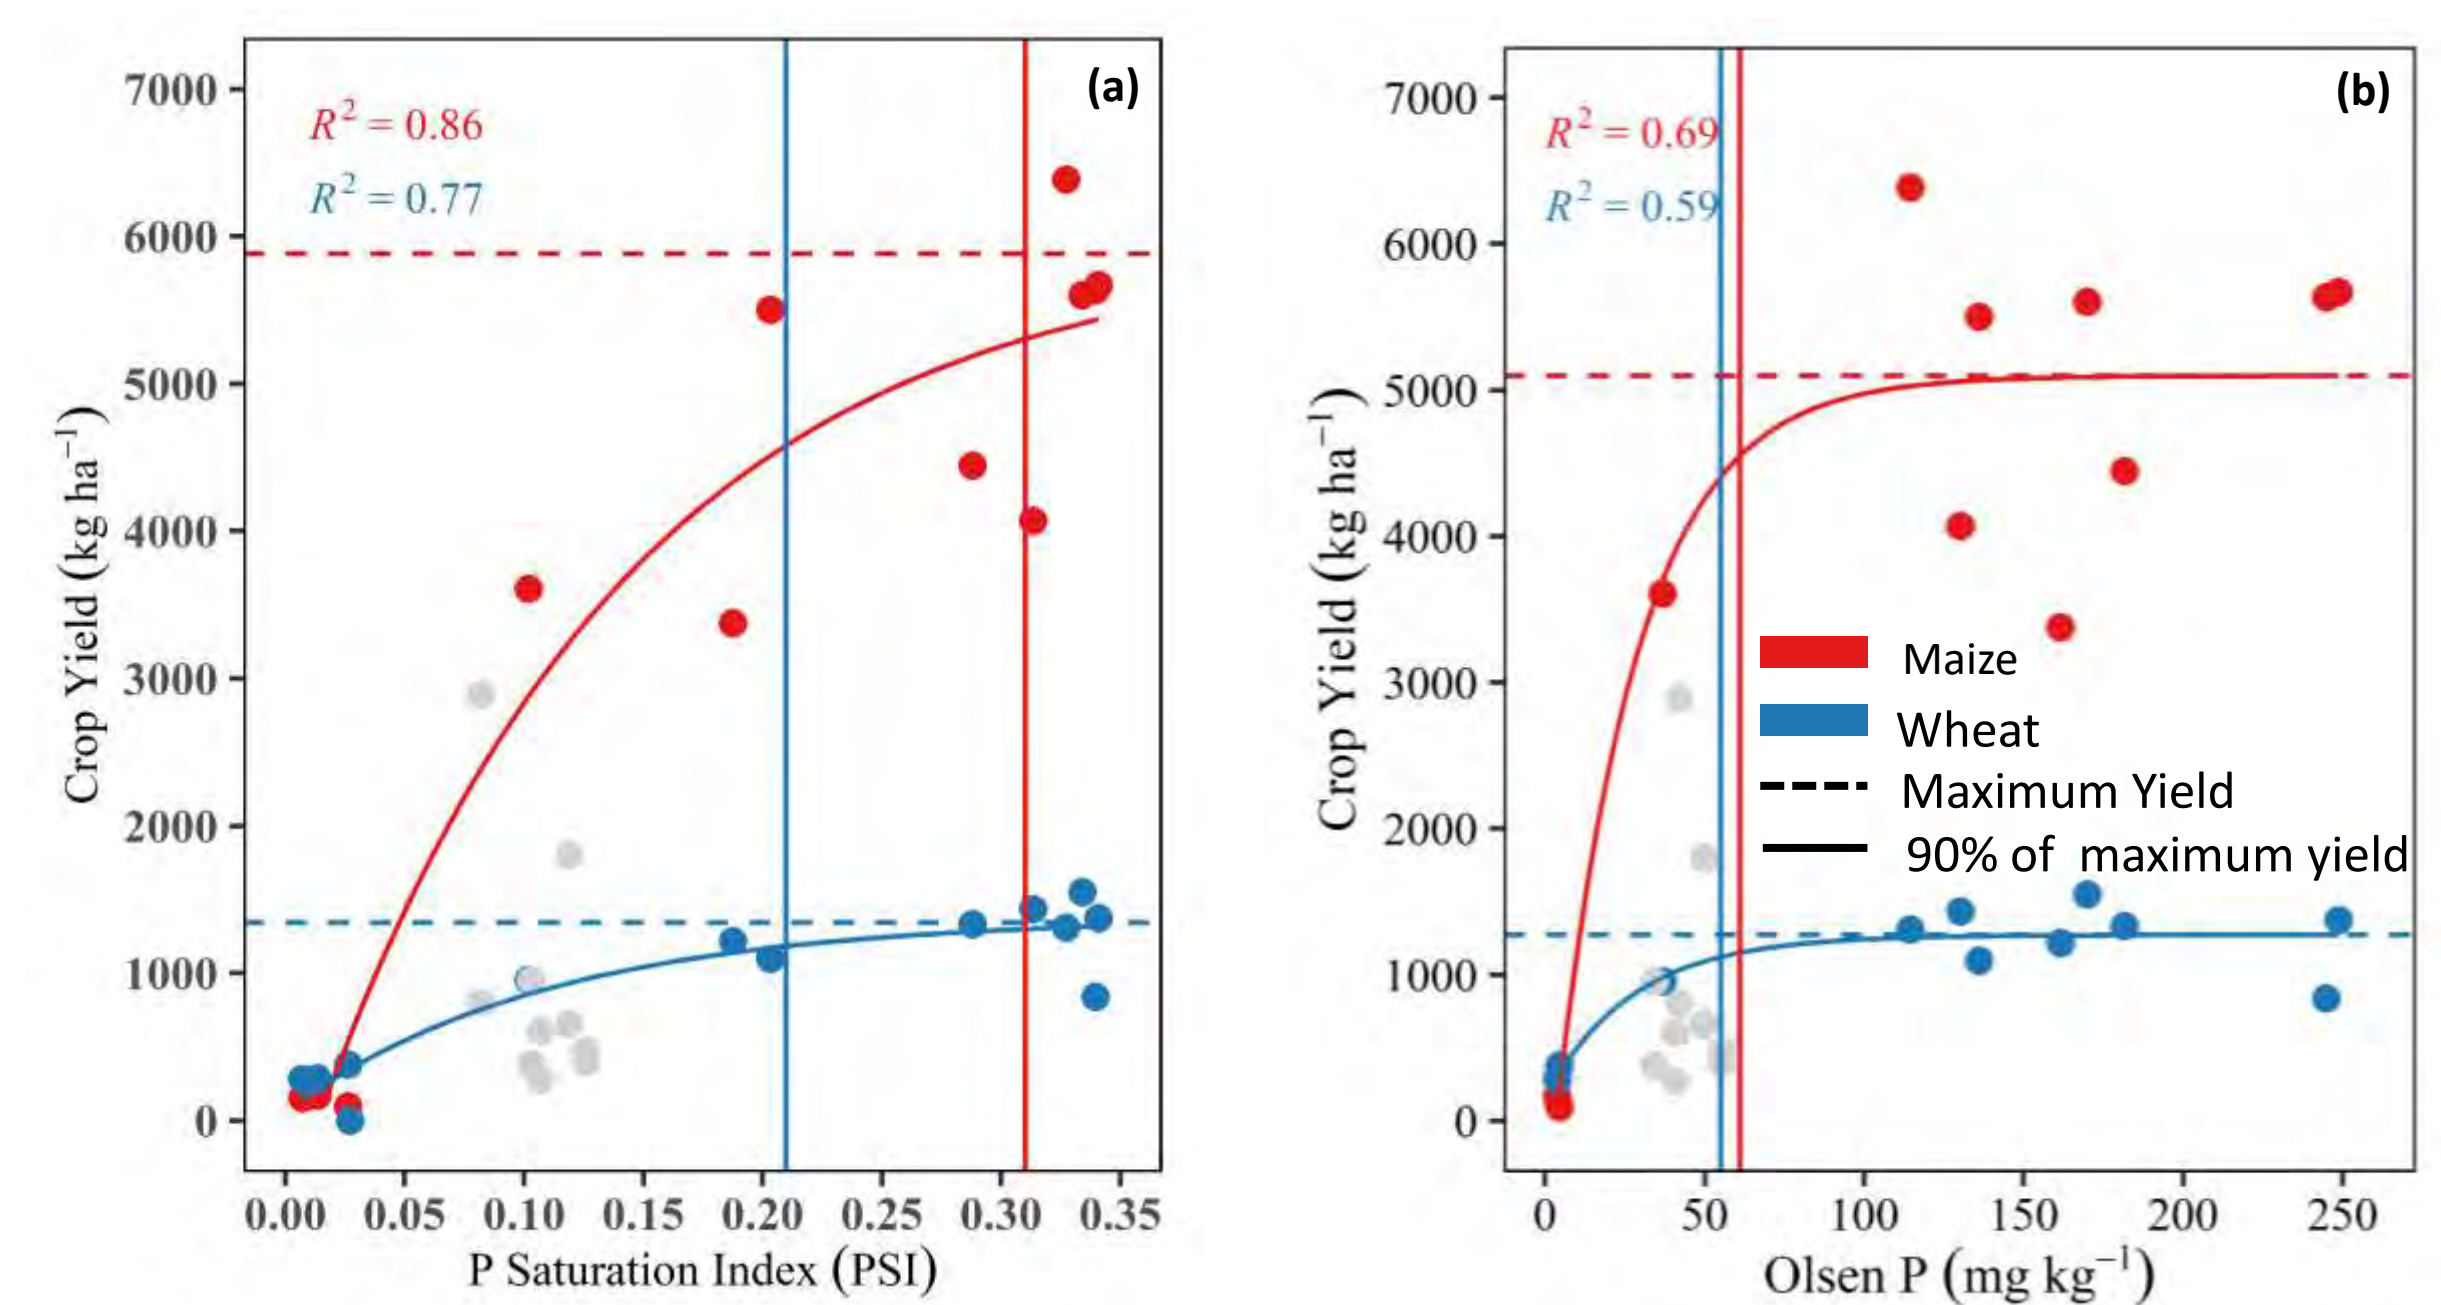 (a)
R² = 0.86
R² = 0.77
7000
6000
5000
4000
3000
2000
1000
0
Crop Yield (kg ha⁻¹)
0.00 0.05 0.10 0.15 0.20 0.25 0.30 0.35
P Saturation Index (PSI)
(b)
R² = 0.69
R² = 0.59
7000
6000
5000
4000
3000
2000
1000
0
Crop Yield (kg ha⁻¹)
Maize
Wheat
Maximum Yield
90% of maximum yield
0 50 100 150 200 250
Olsen P (mg kg⁻¹)